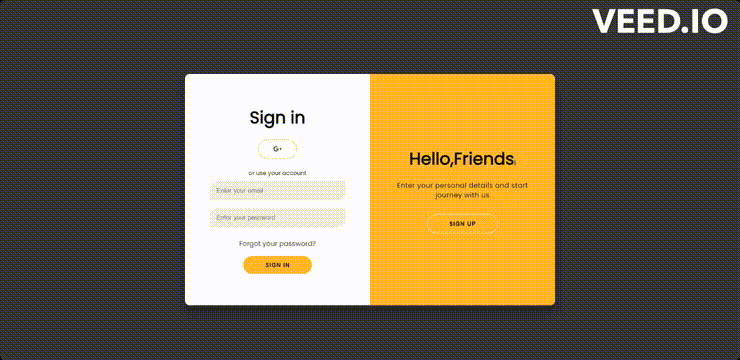 VEED.IO
Sign in
G+
or use your account
Enter your email
Enter your password
Forgot your password?
SIGN IN
Hello,Friends
Enter your personal details and start
journey with us
SIGN UP